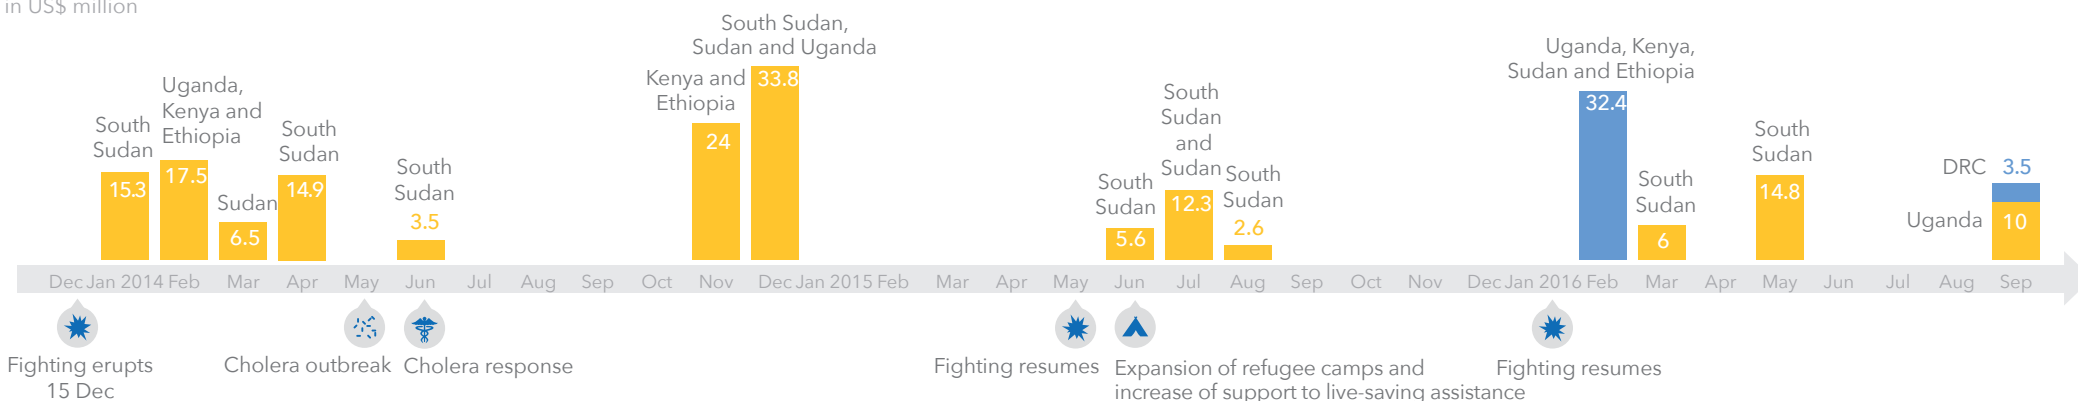 in US$ million
South
Sudan
15.3
Uganda,
Kenya and
Ethiopia
17.5
Sudan
6.5
South
Sudan
14.9
South
Sudan
3.5
Kenya and
Ethiopia
24
South Sudan,
Sudan and Uganda
33.8
South
Sudan
5.6
South
Sudan
and
Sudan
12.3
South
Sudan
2.6
Uganda, Kenya,
Sudan and Ethiopia
32.4
South
Sudan
6
South
Sudan
14.8
DRC 3.5
Uganda 10
Dec Jan 2014 Feb Mar Apr May Jun Jul Aug Sep Oct Nov Dec Jan 2015 Feb Mar Apr May Jun Jul Aug Sep Oct Nov Dec Jan 2016 Feb Mar Apr May Jun Jul Aug Sep
Fighting erupts
15 Dec
Cholera outbreak
Cholera response
Fighting resumes
Expansion of refugee camps and
increase of support to live-saving assistance
Fighting resumes